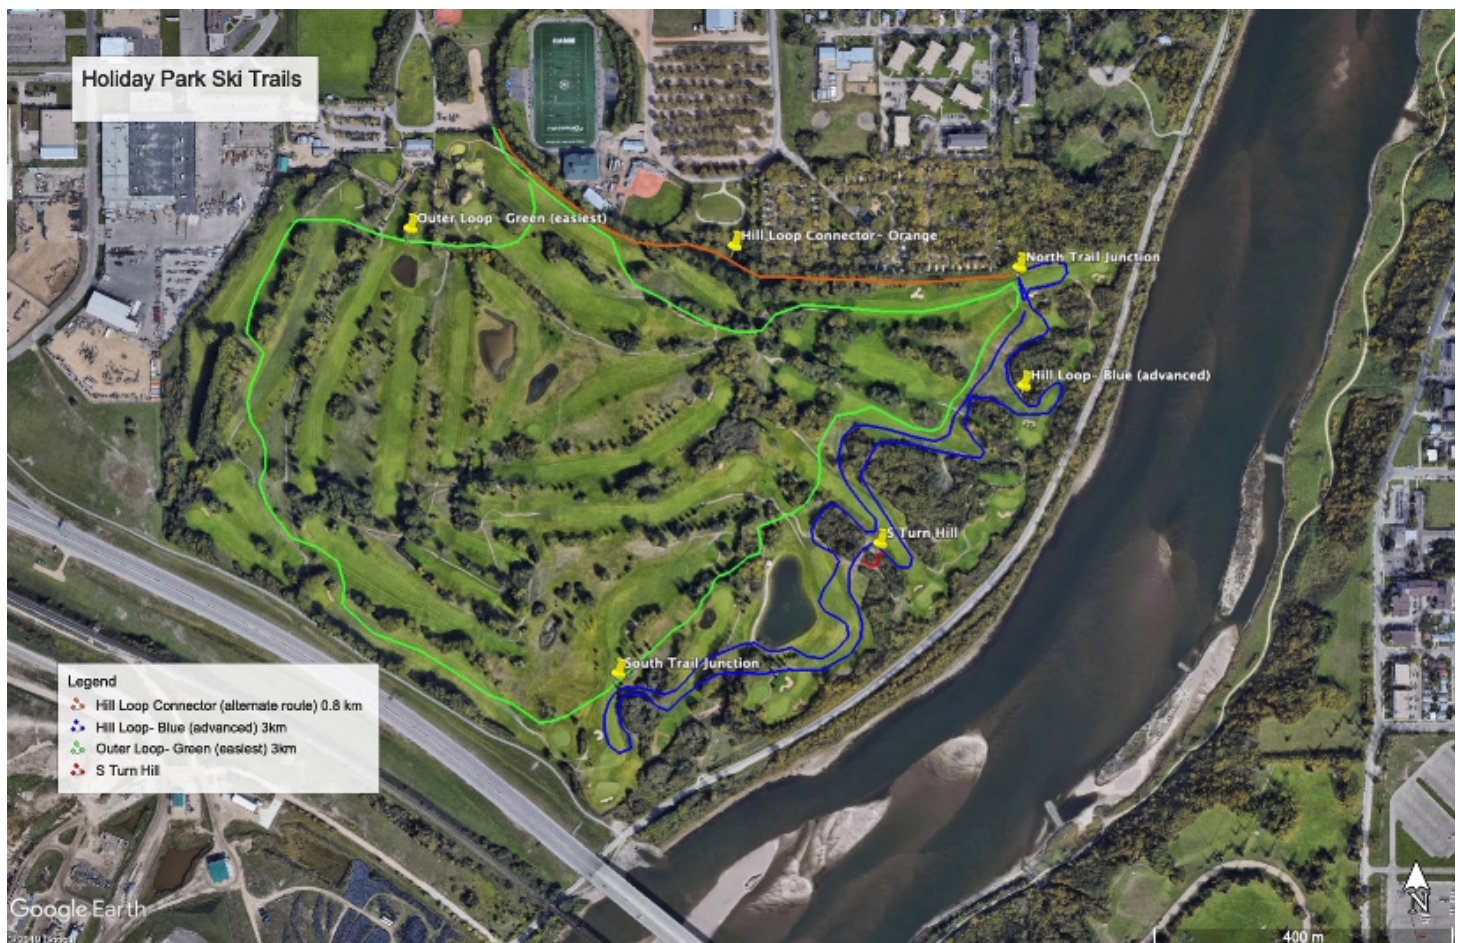 Holiday Park Ski Trails
Outer Loop- Green (easiest)
Hill Loop Connector- Orange
North Trail Junction
Hill Loop- Blue (advanced)
S Turn Hill
South Trail Junction
Legend
Hill Loop Connector (alternate route) 0.8 km
Hill Loop- Blue (advanced) 3km
Outer Loop- Green (easiest) 3km
S Turn Hill
Google Earth
N
400 m